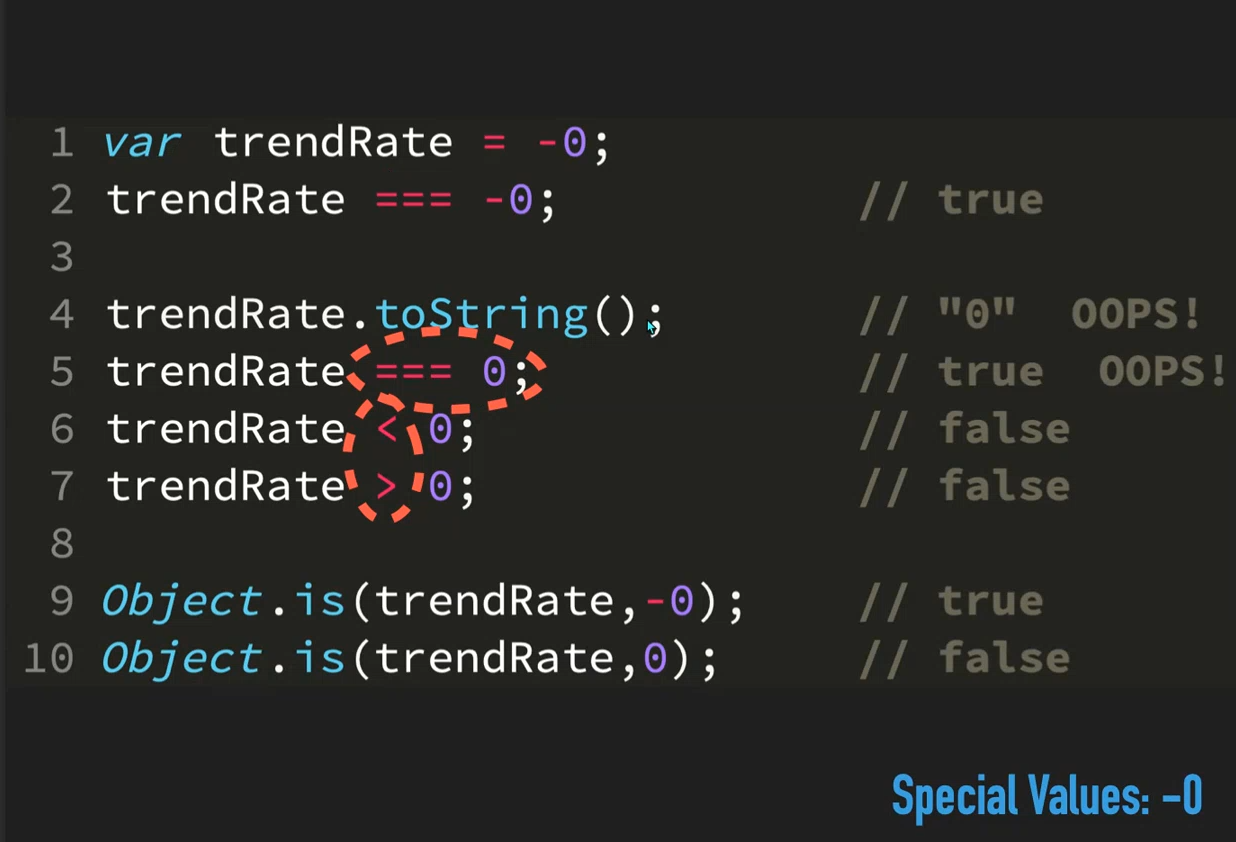 1 var trendRate = -0;
2 trendRate === -0; // true
3
4 trendRate.toString(); // "0" OOPS!
5 trendRate === 0; // true OOPS!
6 trendRate < 0; // false
7 trendRate > 0; // false
8
9 Object.is(trendRate,-0); // true
10 Object.is(trendRate,0); // false
Special Values: -0